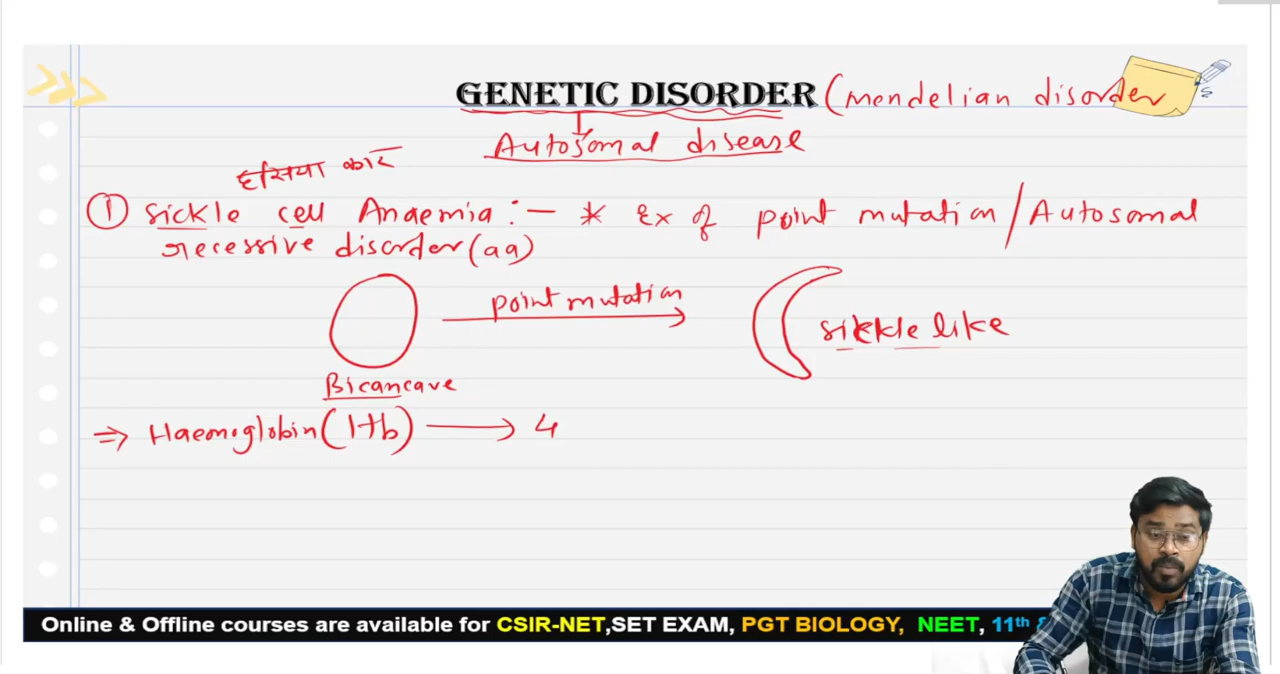 GENETIC DISORDER (Mendelian disorder
Autosomal disease
हसिया कार
① Sickle cell Anaemia :- * Ex of point mutation / Autosomal
recessive disorder (aa)
point mutation
sickle like
Bicancave
⇒ Haemoglobin (Hb) → 4
Online & Offline courses are available for CSIR-NET,SET EXAM, PGT BIOLOGY, NEET, 11th